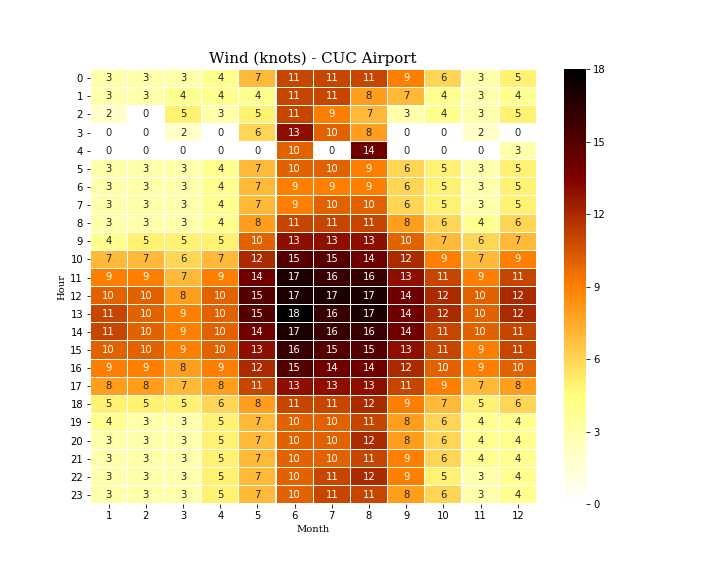 Wind (knots) - CUC Airport
0 3 3 3 4 7 11 11 11 9 6 3 5 18
1 3 3 4 4 4 11 11 8 7 4 3 4
2 2 0 5 3 5 11 9 7 3 4 3 5
3 0 0 2 0 6 13 10 8 0 0 2 0
4 0 0 0 0 0 10 0 14 0 0 0 3
5 3 3 3 4 7 10 10 9 6 5 3 5 15
6 3 3 3 4 7 9 9 9 6 5 3 5
7 3 3 3 4 7 9 10 10 6 5 3 5
8 3 3 3 4 8 11 11 11 8 6 4 6 12
9 4 5 5 5 10 13 13 13 10 7 6 7
10 7 7 6 7 12 15 15 14 12 9 7 9
11 9 9 7 9 14 17 16 16 13 11 9 11
Hour
12 10 10 8 10 15 17 17 17 14 12 10 12 9
13 11 10 9 10 15 18 16 17 14 12 10 12
14 11 10 9 10 14 17 16 16 14 11 10 11
15 10 10 9 10 13 16 15 15 13 11 9 11
16 9 9 8 9 12 15 14 14 12 10 9 10 6
17 8 8 7 8 11 13 13 13 11 9 7 8
18 5 5 5 6 8 11 11 12 9 7 5 6
19 4 3 3 5 7 10 10 11 8 6 4 4
20 3 3 3 5 7 10 10 12 8 6 4 4 3
21 3 3 3 5 7 10 10 11 9 6 4 4
22 3 3 3 5 7 10 11 12 9 5 3 4
23 3 3 3 5 7 10 11 11 8 6 3 4 0
1 2 3 4 5 6 7 8 9 10 11 12
Month